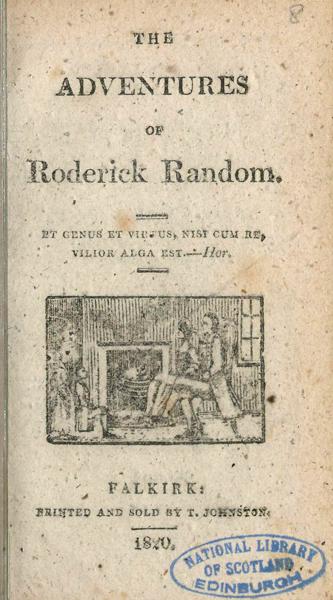 8
THE
ADVENTURES
OF
Roderick Random.
ET GENUS ET VIRTUS, NISI CUM RE,
VILIOR ALGA EST.—Hor.
FALKIRK:
PRINTED AND SOLD BY T. JOHNSTON.
1820.
NATIONAL LIBRARY
OF SCOTLAND
EDINBURGH